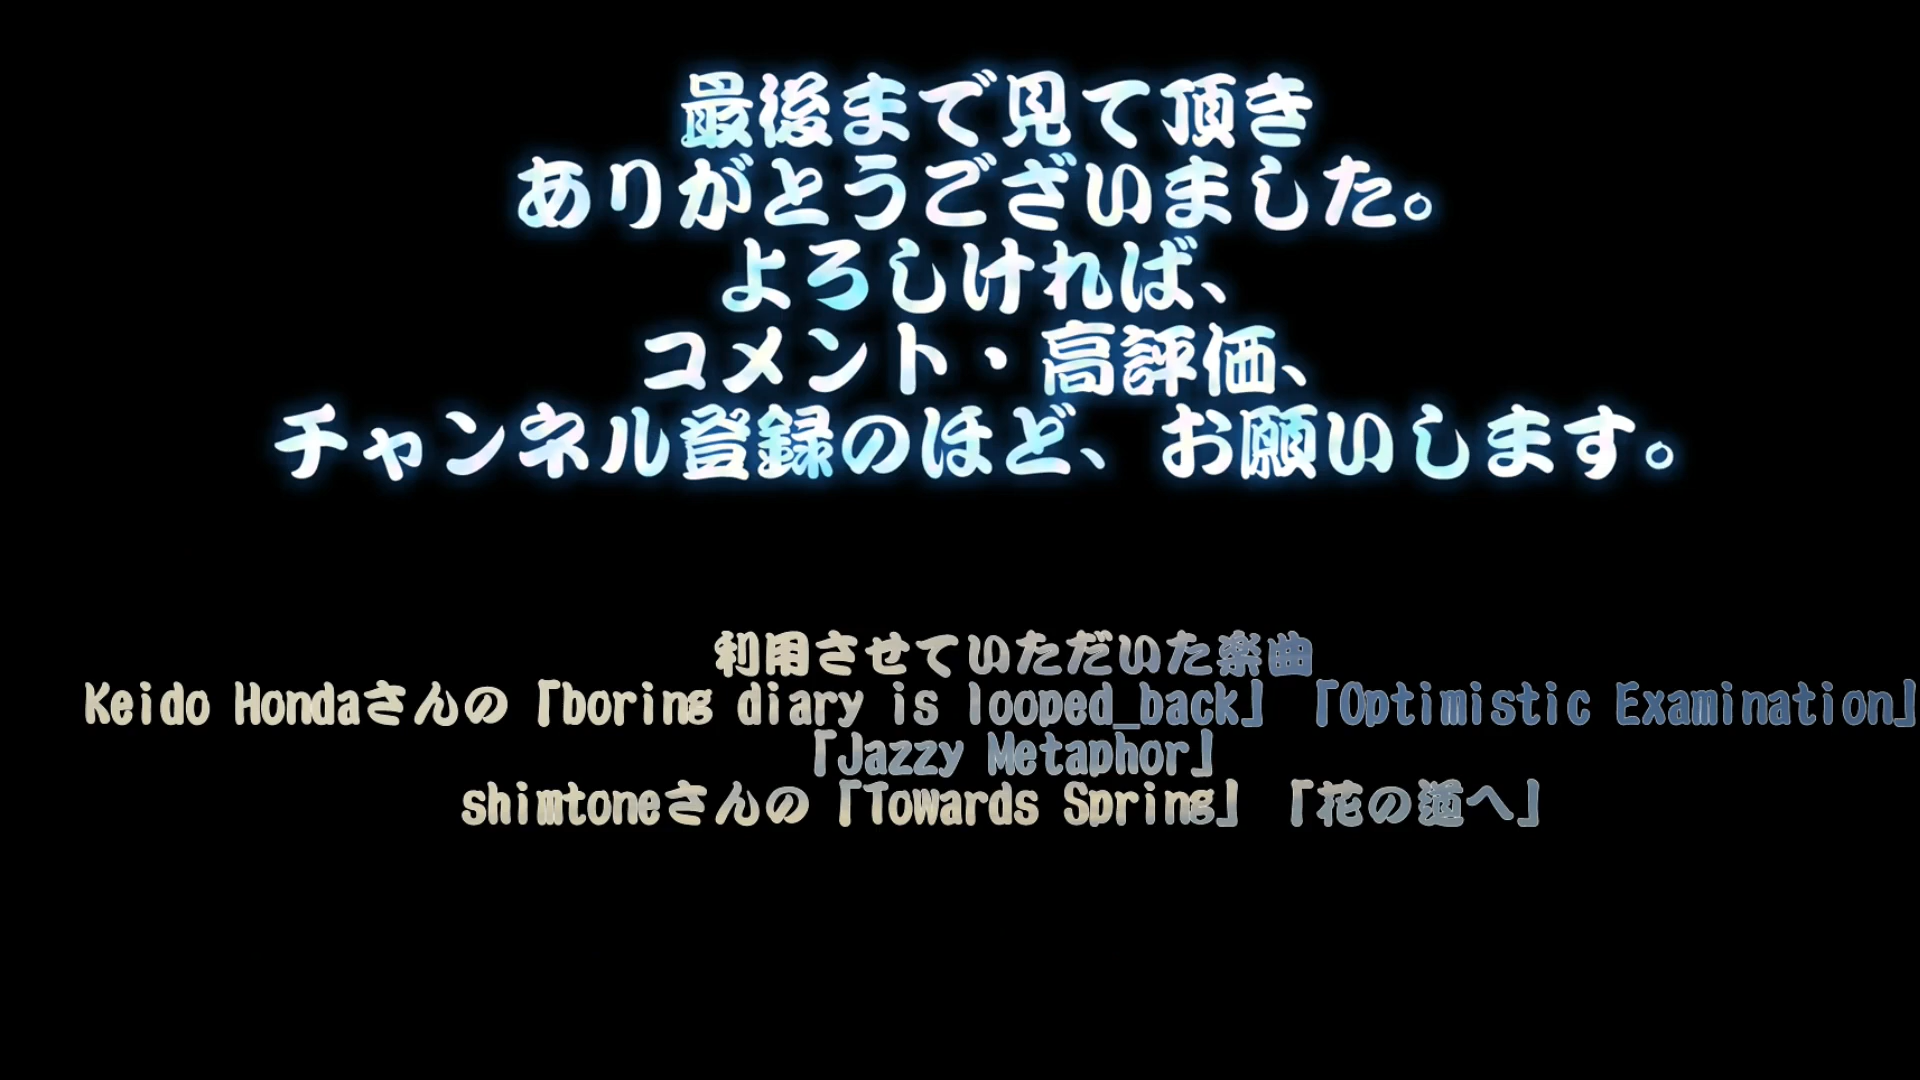 最後まで見て頂き
ありがとうございました。
よろしければ、
コメント・高評価、
チャンネル登録のほど、お願いします。
利用させていただいた楽曲
Keido Hondaさんの「boring diary is looped_back」「Optimistic Examination」
「Jazzy Metaphor」
shimtoneさんの「Towards Spring」「花の道へ」